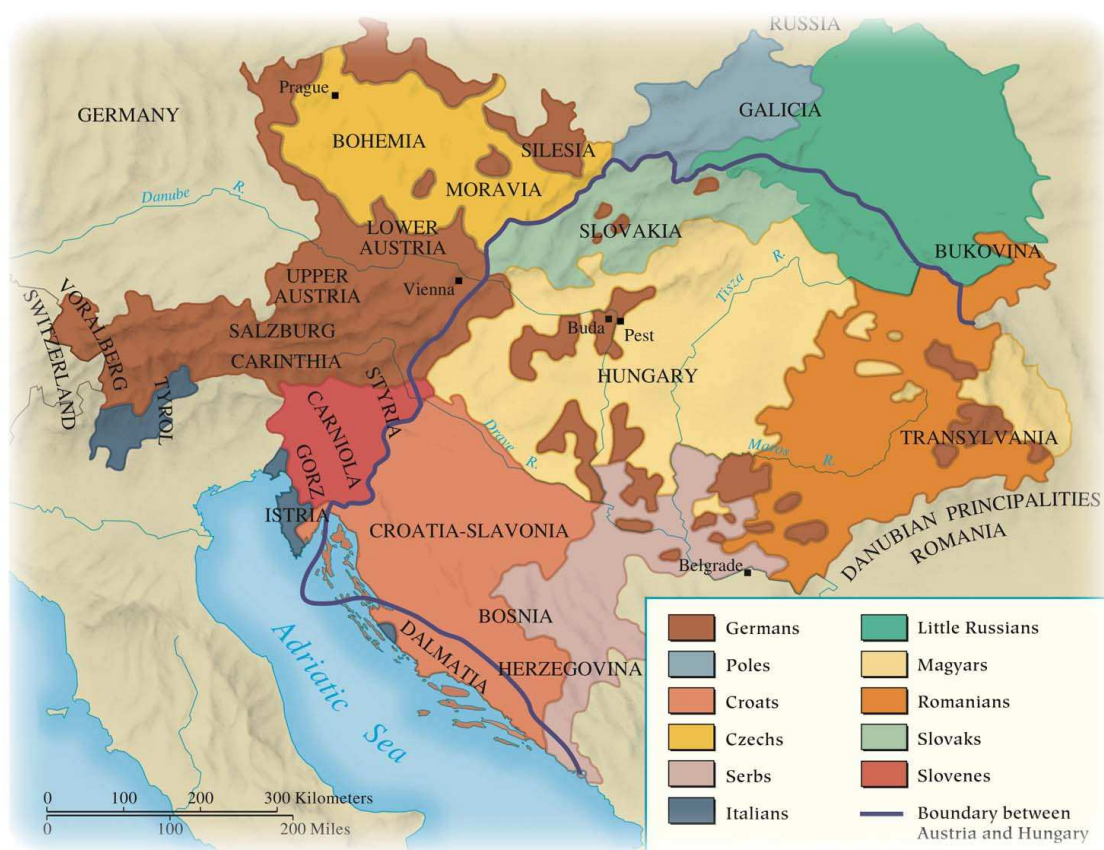 RUSSIA
GERMANY
Prague
BOHEMIA
SILESIA
MORAVIA
GALICIA
Danube R.
LOWER
AUSTRIA
UPPER
AUSTRIA
Vienna
SLOVAKIA
BUKOVINA
Tisza R.
SWITZERLAND
VORALBERG
TYROL
SALZBURG
CARINTHIA
STYRIA
CARNIOLA
GORZ
ISTRIA
Buda
Pest
HUNGARY
Drave R.
Maros R.
TRANSYLVANIA
CROATIA-SLAVONIA
Belgrade
DANUBIAN PRINCIPALITIES
ROMANIA
BOSNIA
HERZEGOVINA
DALMATIA
Adriatic Sea
0 100 200 300 Kilometers
0 100 200 Miles
Germans
Poles
Croats
Czechs
Serbs
Italians
Little Russians
Magyars
Romanians
Slovaks
Slovenes
Boundary between
Austria and Hungary